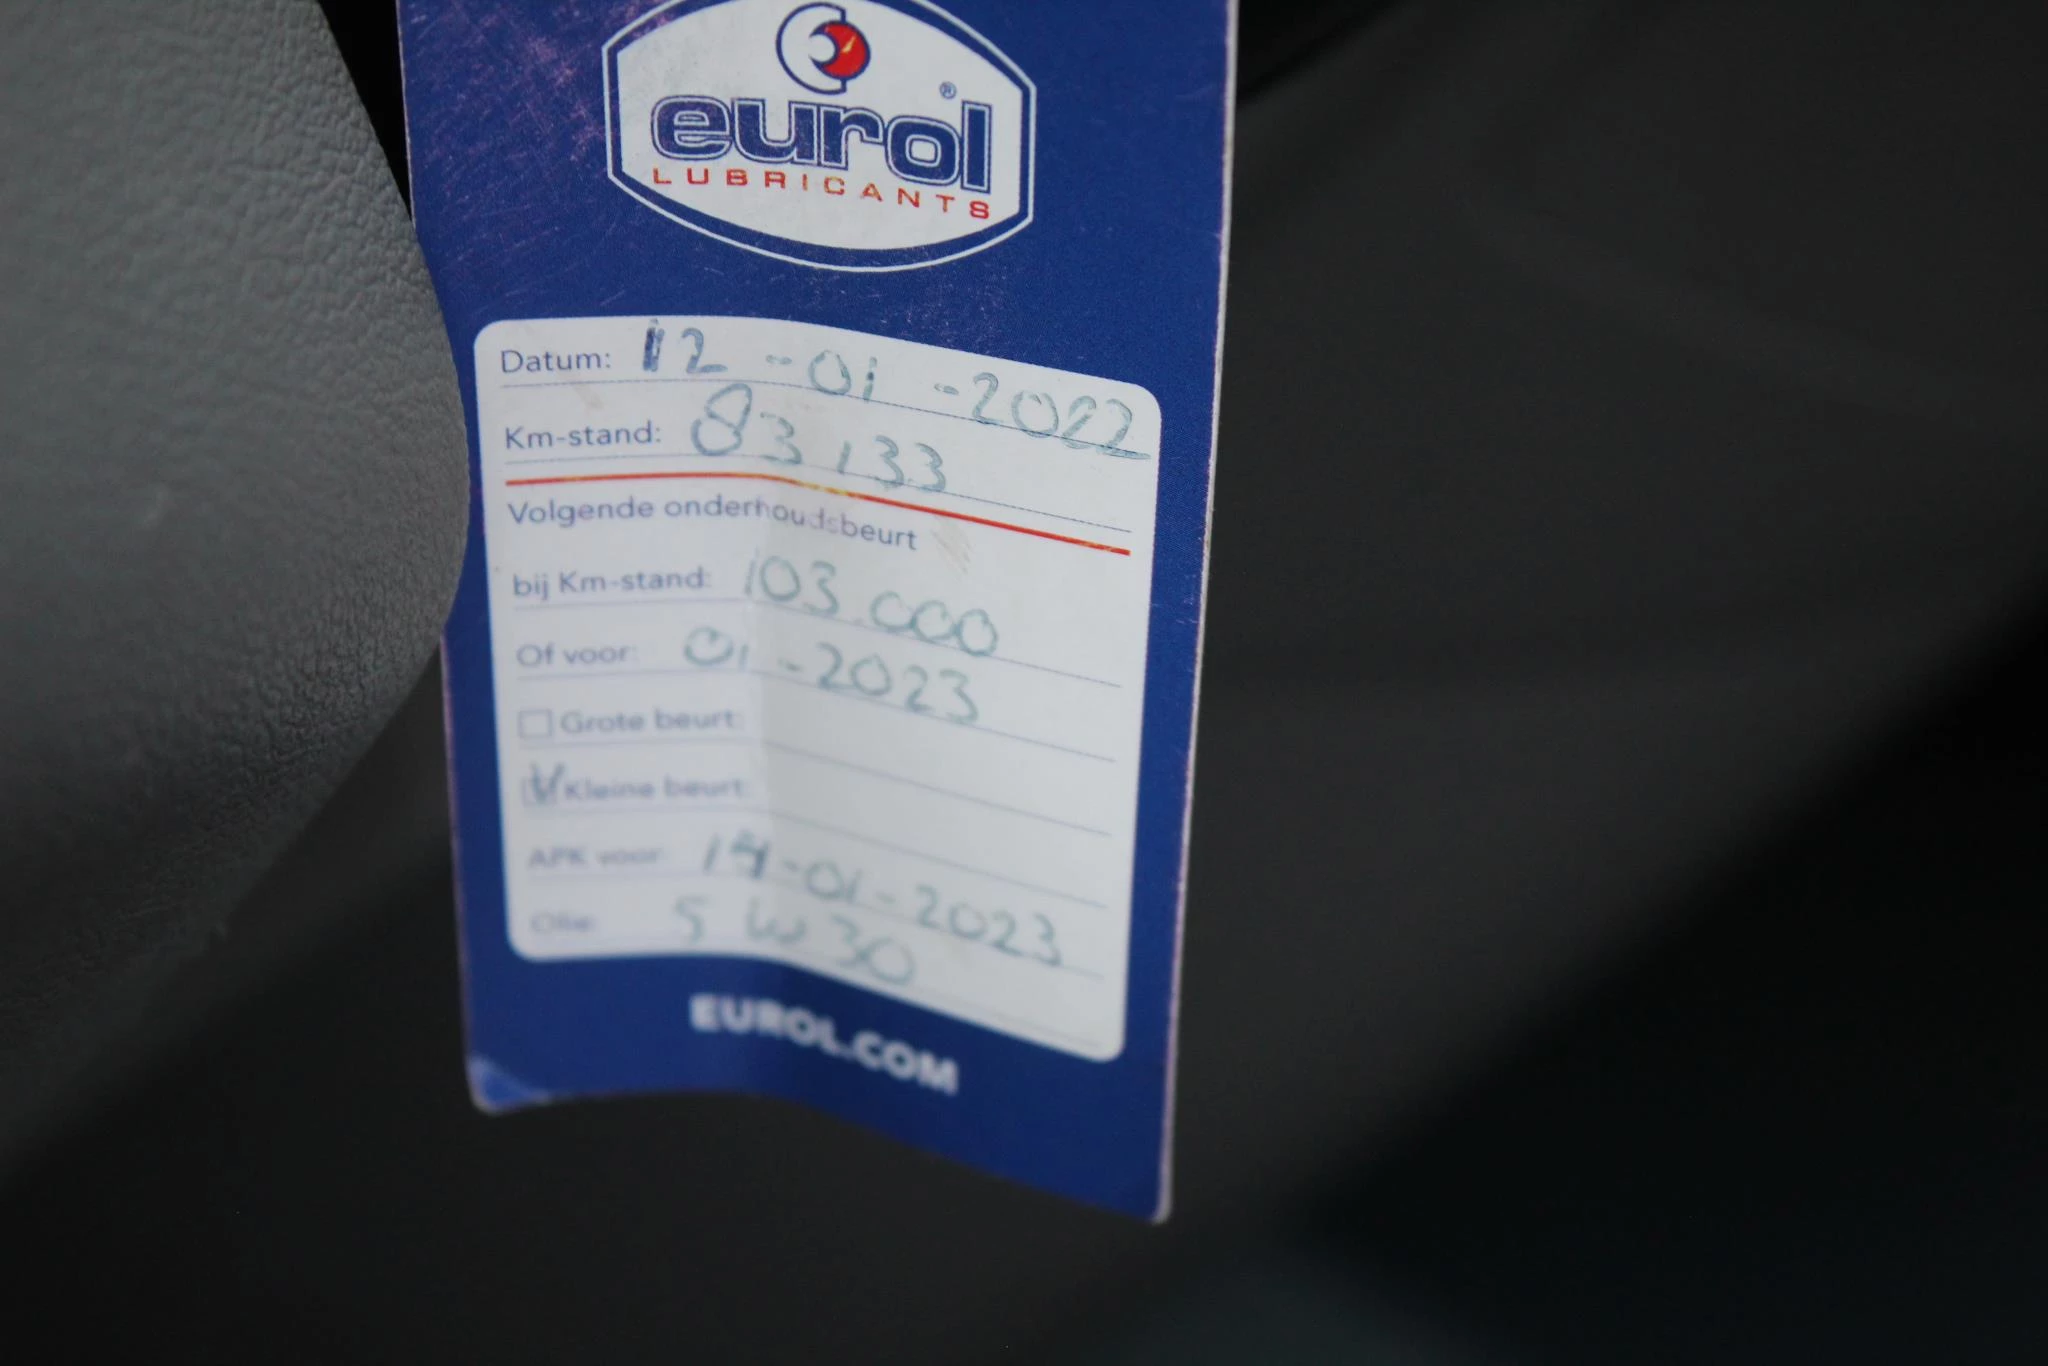 eurol®
LUBRICANTS
Datum: 12-01-2022
Km-stand: 83133
Volgende onderhoudsbeurt
bij Km-stand: 103.000
Of voor: 01-2023
Grote beurt:
Kleine beurt:
APK voor: 14-01-2023
Olie: 5W30
EUROL.COM